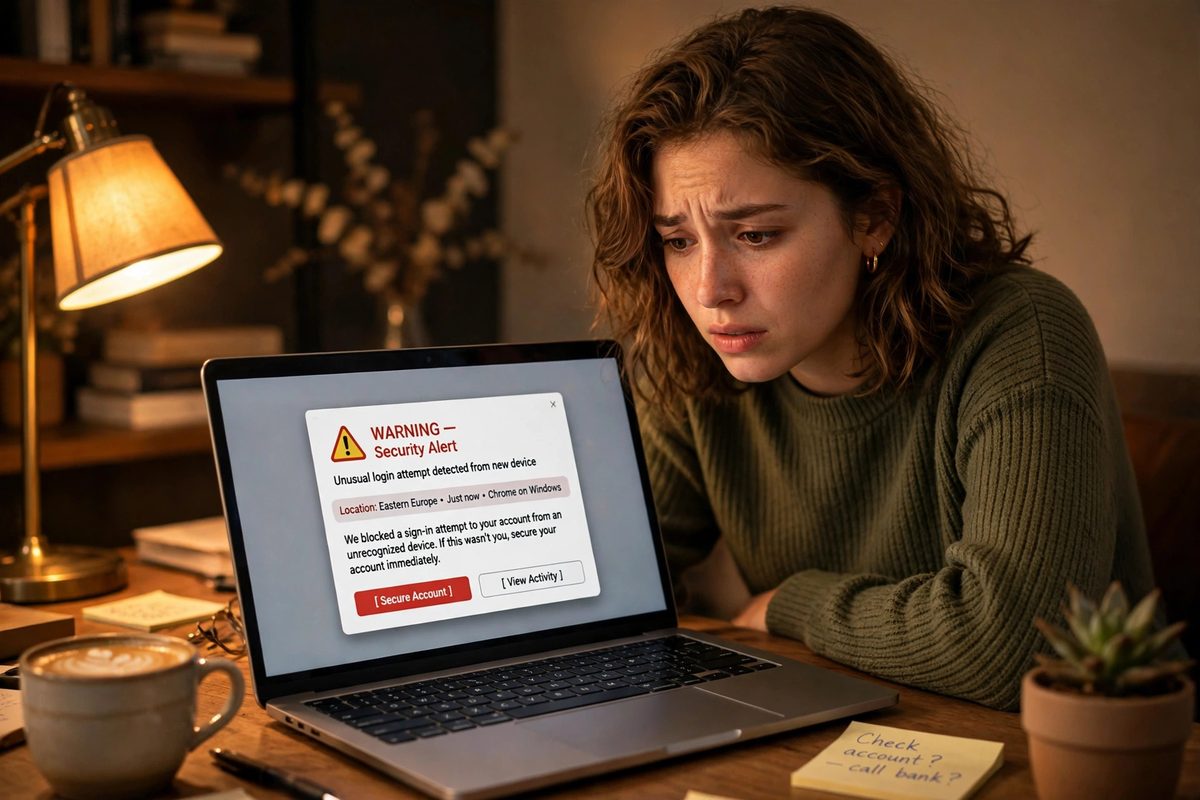 WARNING —
Security Alert
Unusual login attempt detected from new device
Location: Eastern Europe • Just now • Chrome on Windows
We blocked a sign-in attempt to your account from an
unrecognized device. If this wasn't you, secure your
account immediately.
[ Secure Account ]
[ View Activity ]
Check
account?
— call bank?